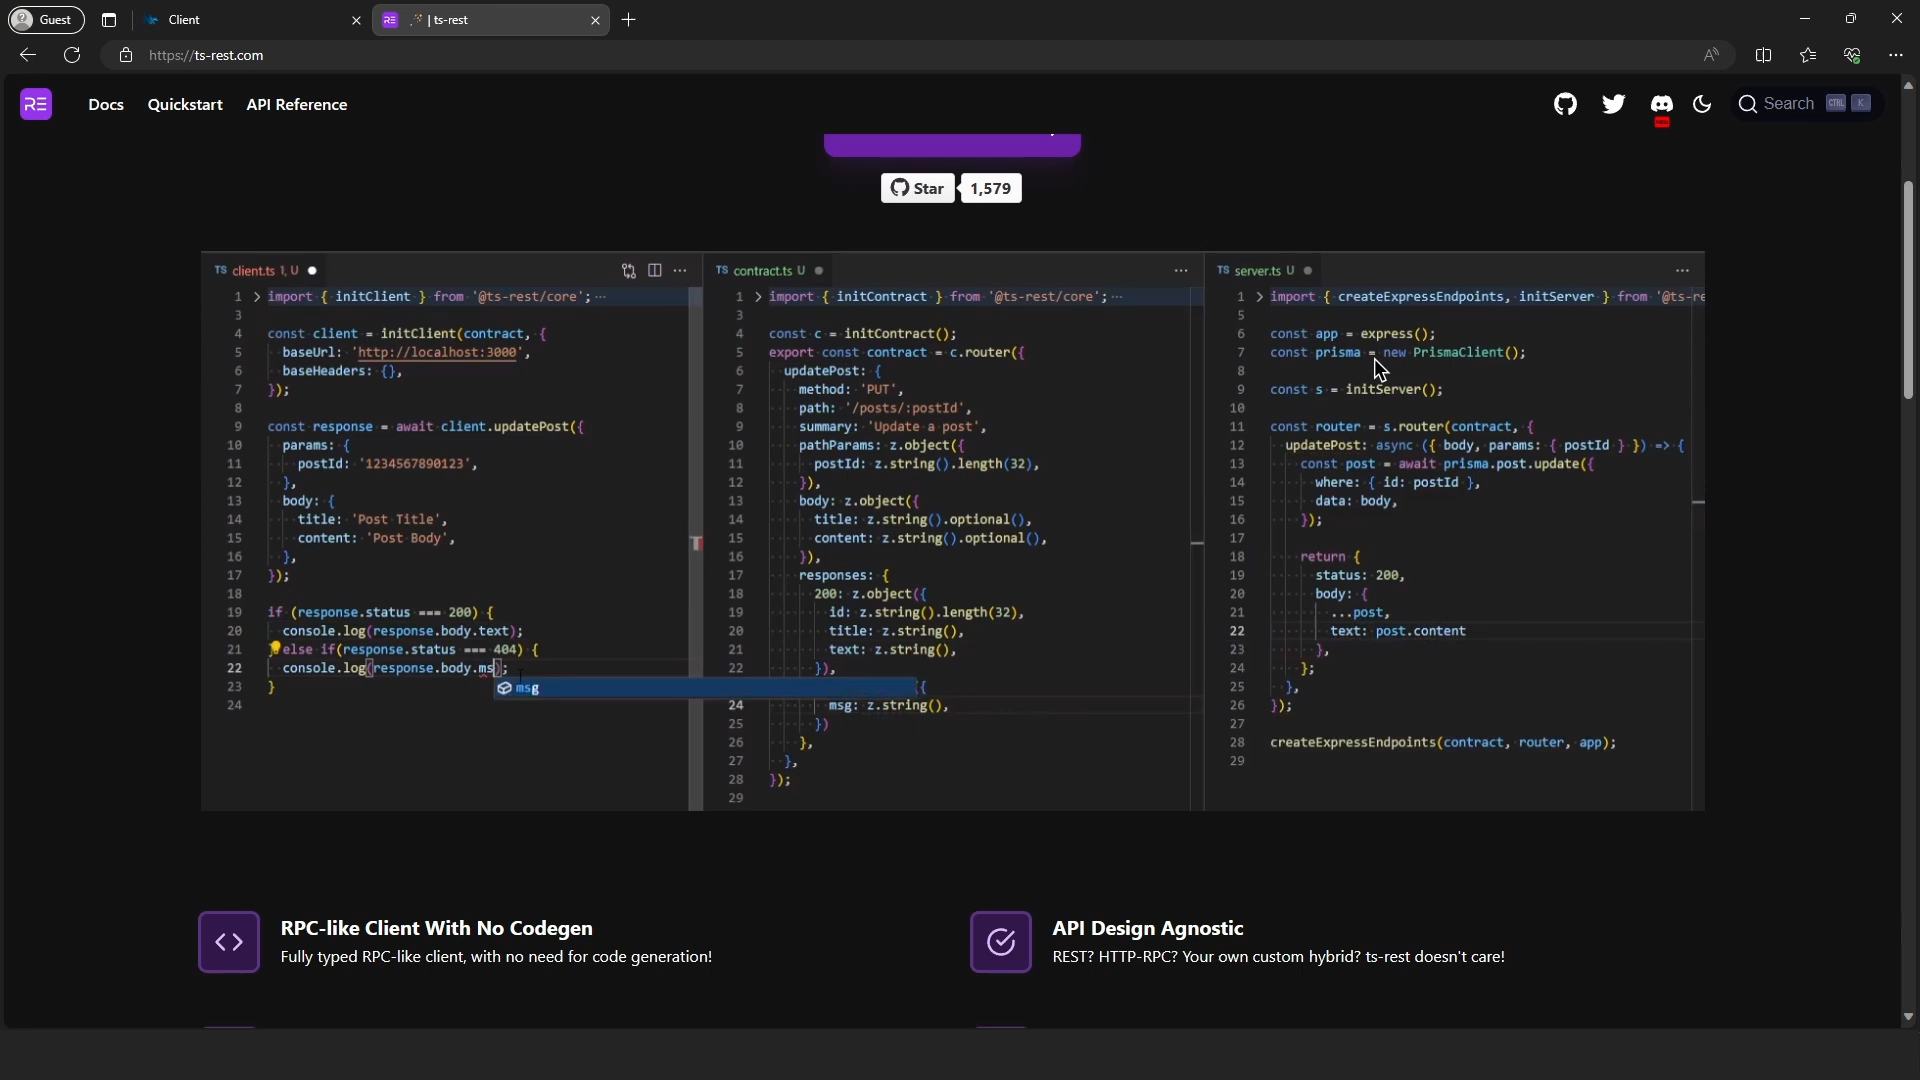 Guest
Client
RE
| ts-rest
https://ts-rest.com
RE
Docs
Quickstart
API Reference
Search
CTRL
K
Star
1,579
TS client.ts 1, U
1 import { initClient } from '@ts-rest/core';
3
4 const client = initClient(contract, {
5 baseUrl: 'http://localhost:3000',
6 baseHeaders: {},
7 });
8
9 const response = await client.updatePost({
10 params: {
11 postId: '1234567890123',
12 },
13 body: {
14 title: 'Post Title',
15 content: 'Post Body',
16 },
17 });
18
19 if (response.status === 200) {
20 console.log(response.body.text);
21 } else if(response.status === 404) {
22 console.log(response.body.ms);
msg
23 }
24
TS contract.ts U
1 import { initContract } from '@ts-rest/core';
3
4 const c = initContract();
5 export const contract = c.router({
6 updatePost: {
7 method: 'PUT',
8 path: '/posts/:postId',
9 summary: 'Update a post',
10 pathParams: z.object({
11 postId: z.string().length(32),
12 }),
13 body: z.object({
14 title: z.string().optional(),
15 content: z.string().optional(),
16 }),
17 responses: {
18 200: z.object({
19 id: z.string().length(32),
20 title: z.string(),
21 text: z.string(),
22 }),
({
24 msg: z.string(),
25 })
26 },
27 },
28 });
29
TS server.ts U
1 import { createExpressEndpoints, initServer } from '@ts-re
5
6 const app = express();
7 const prisma = new PrismaClient();
8
9 const s = initServer();
10
11 const router = s.router(contract, {
12 updatePost: async ({ body, params: { postId } }) => {
13 const post = await prisma.post.update({
14 where: { id: postId },
15 data: body,
16 });
17
18 return {
19 status: 200,
20 body: {
21 ...post,
22 text: post.content
23 },
24 };
25 },
26 });
27
28 createExpressEndpoints(contract, router, app);
29
RPC-like Client With No Codegen
Fully typed RPC-like client, with no need for code generation!
API Design Agnostic
REST? HTTP-RPC? Your own custom hybrid? ts-rest doesn't care!